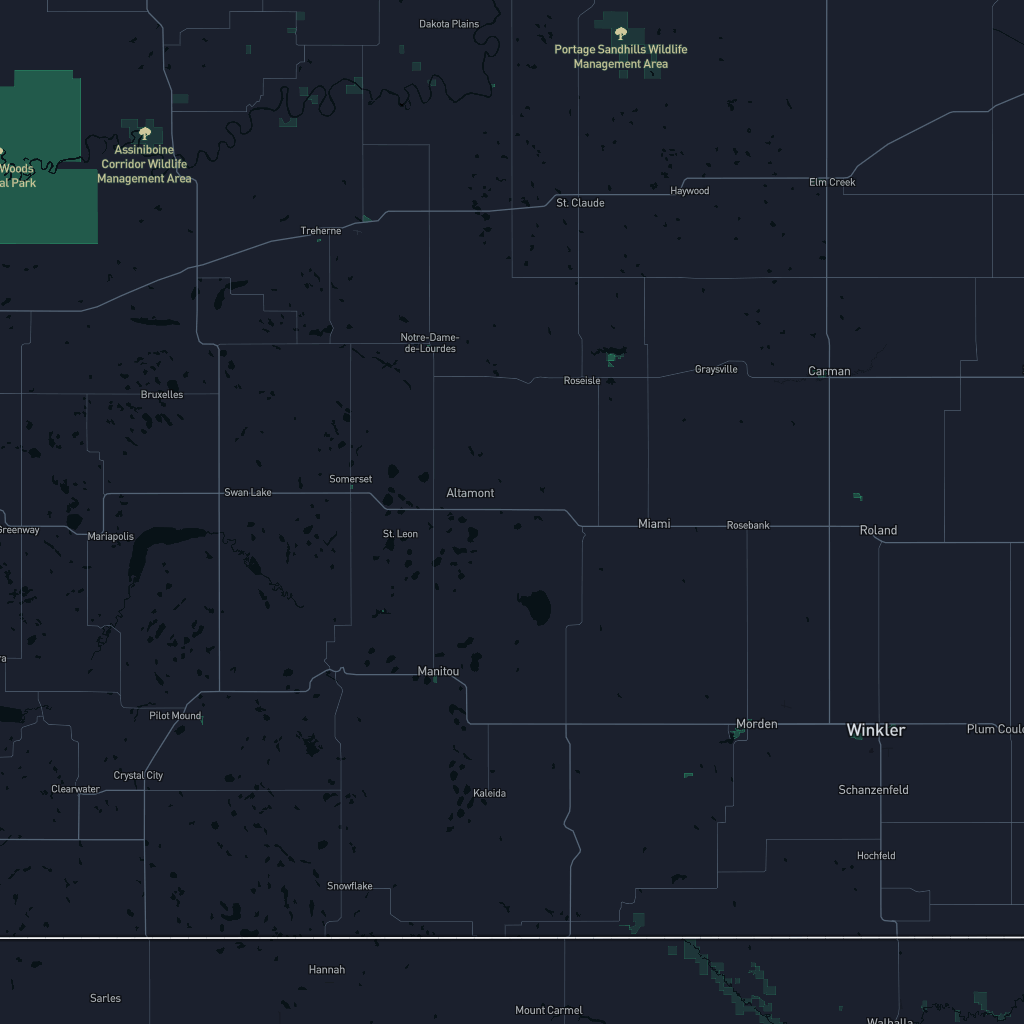 Dakota Plains
Portage Sandhills Wildlife
Management Area
Assiniboine
Corridor Wildlife
Management Area
Woods
al Park
Haywood
Elm Creek
St. Claude
Treherne
Notre-Dame-
de-Lourdes
Graysville
Carman
Roseisle
Bruxelles
Somerset
Swan Lake
Altamont
Miami
Rosebank
Roland
Greenway
Mariapolis
St. Leon
ra
Manitou
Pilot Mound
Morden
Winkler
Plum Coule
Crystal City
Clearwater
Kaleida
Schanzenfeld
Hochfeld
Snowflake
Hannah
Sarles
Mount Carmel
Walhalla